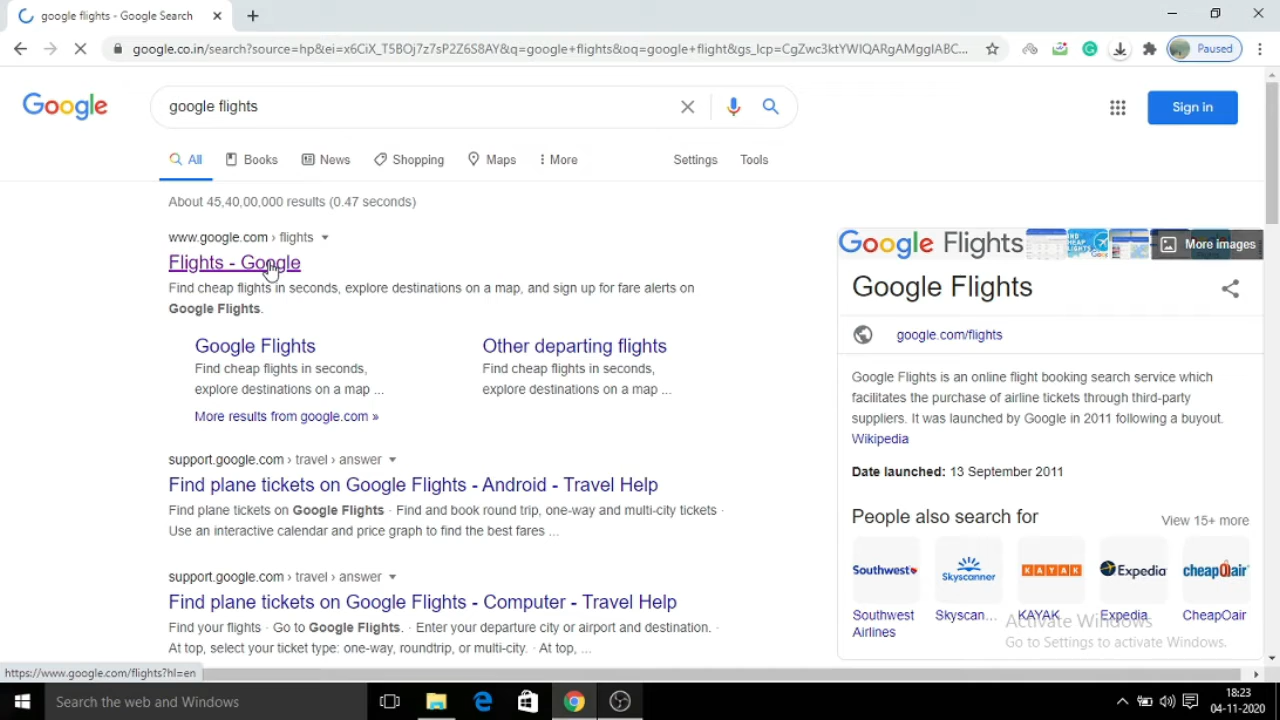 google flights - Google Search
google.co.in/search?source=hp&ei=x6CiX_T5BOj7z7sP2Z6S8AY&q=google+flights&oq=google+flight&gs_lcp=CgZwc3ktYWIQARgAMggIABC...
Paused
Google
google flights
Sign in
All
Books
News
Shopping
Maps
More
Settings
Tools
About 45,40,00,000 results (0.47 seconds)
www.google.com › flights
Flights - Google
Find cheap flights in seconds, explore destinations on a map, and sign up for fare alerts on
Google Flights.
Google Flights
Find cheap flights in seconds,
explore destinations on a map ...
Other departing flights
Find cheap flights in seconds,
explore destinations on a map ...
More results from google.com »
support.google.com › travel › answer
Find plane tickets on Google Flights - Android - Travel Help
Find plane tickets on Google Flights · Find and book round trip, one-way and multi-city tickets ·
Use an interactive calendar and price graph to find the best fares ...
support.google.com › travel › answer
Find plane tickets on Google Flights - Computer - Travel Help
Find your flights · Go to Google Flights. · Enter your departure city or airport and destination. ·
At top, select your ticket type: one-way, roundtrip, or multi-city. · At top, ...
Google Flights
More images
Google Flights
google.com/flights
Google Flights is an online flight booking search service which
facilitates the purchase of airline tickets through third-party
suppliers. It was launched by Google in 2011 following a buyout.
Wikipedia
Date launched: 13 September 2011
People also search for
View 15+ more
Southwest
Skyscanner
KAYAK
Expedia
cheapOair
Southwest
Airlines
Skyscan...
KAYAK
Expedia
CheapOair
Activate Windows
Go to Settings to activate Windows.
https://www.google.com/flights?hl=en
Search the web and Windows
18:23
04-11-2020